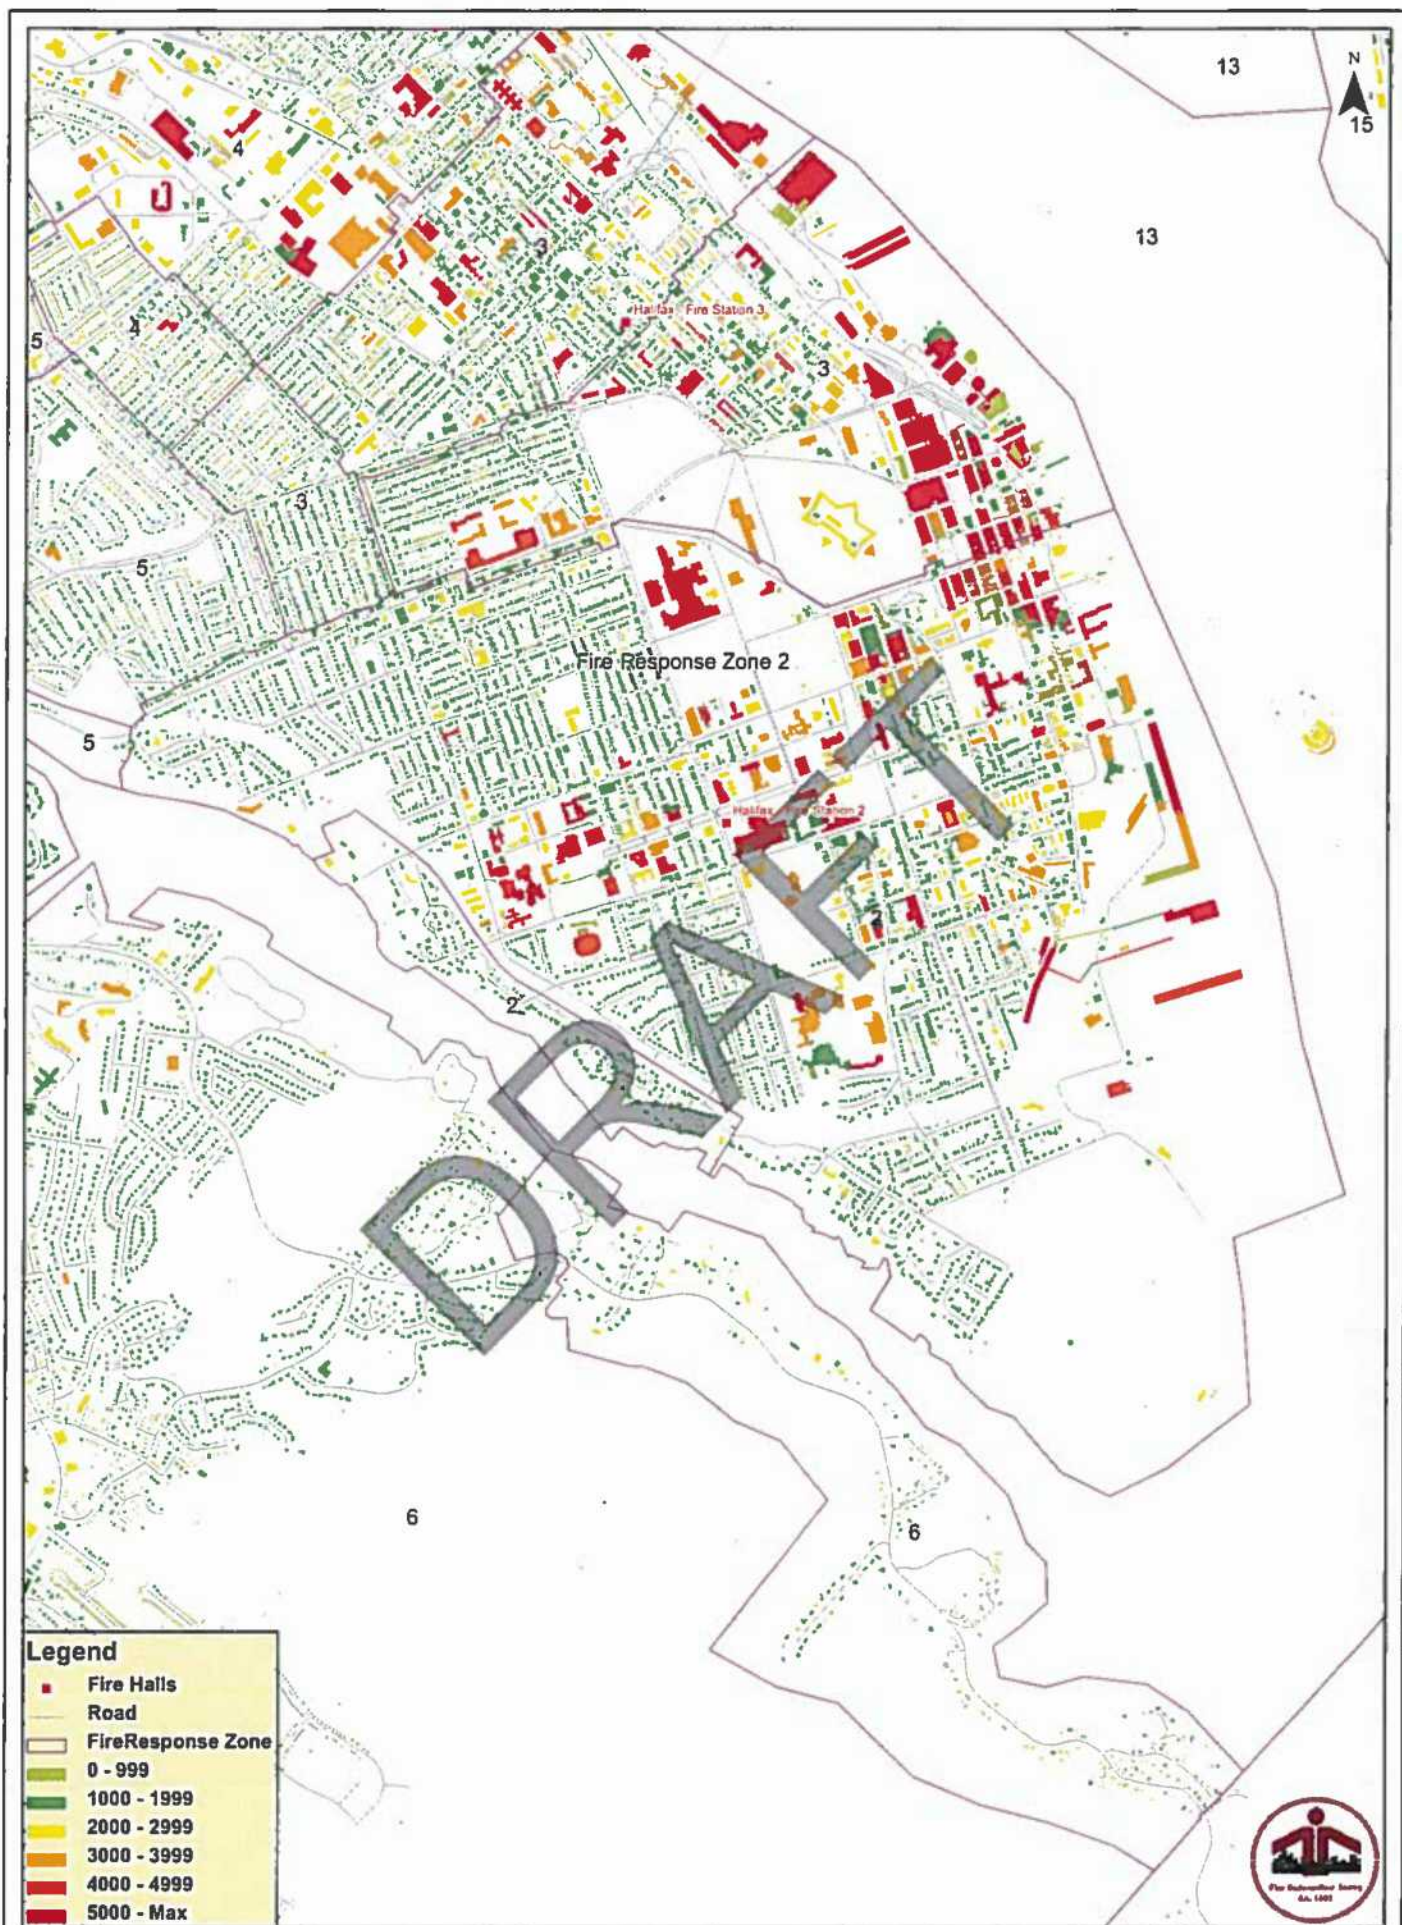 13
N
15
4
13
3
Halifax - Fire Station 3
5
4
3
3
5
Fire Response Zone 2
5
Halifax - Fire Station 2
2
2
DRAFT
6
6
Legend
Fire Halls
Road
FireResponse Zone
0 - 999
1000 - 1999
2000 - 2999
3000 - 3999
4000 - 4999
5000 - Max